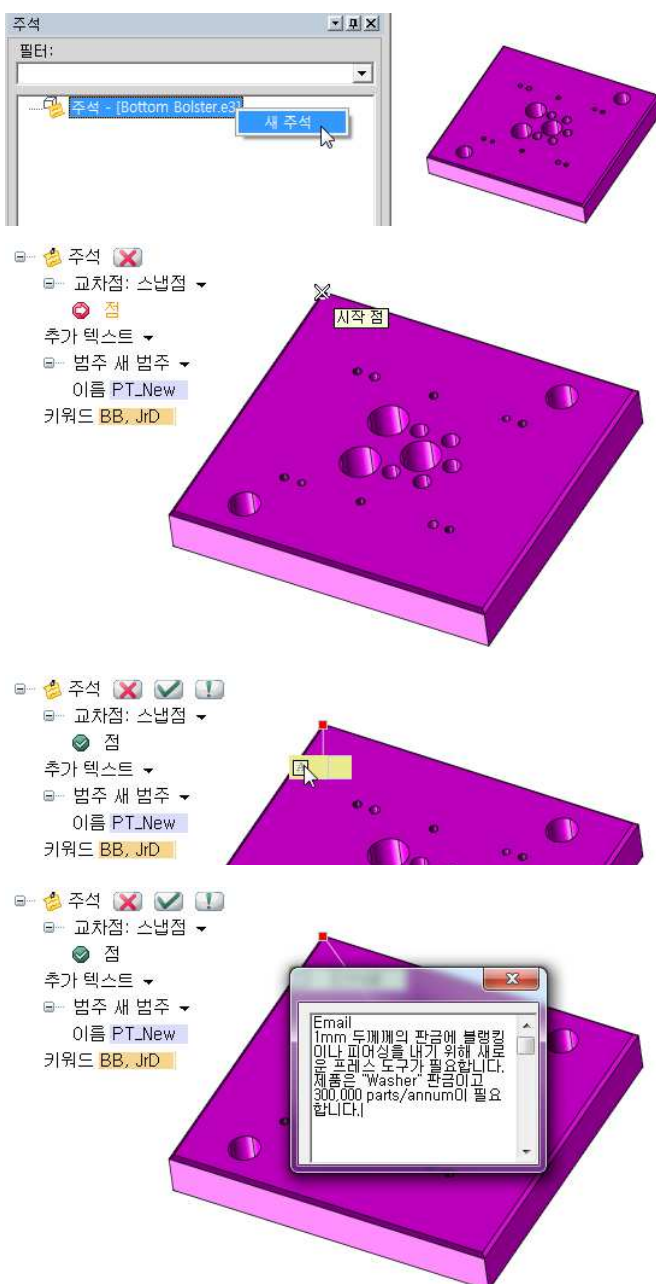 주석
필터:
주석 - [Bottom Bolster.e3]
새 주석
주석
교차점: 스냅점
점
시작 점
추가 텍스트
범주 새 범주
이름 PT_New
키워드 BB, JrD
주석
교차점: 스냅점
점
추가 텍스트
범주 새 범주
이름 PT_New
키워드 BB, JrD
주석
교차점: 스냅점
점
추가 텍스트
범주 새 범주
이름 PT_New
키워드 BB, JrD
Email
1mm 두께께의 판금에 블랭킹
이나 피어싱을 내기 위해 새로
운 프레스 도구가 필요합니다.
제품은 "Washer" 판금이고
300,000 parts/annum이 필요
합니다.